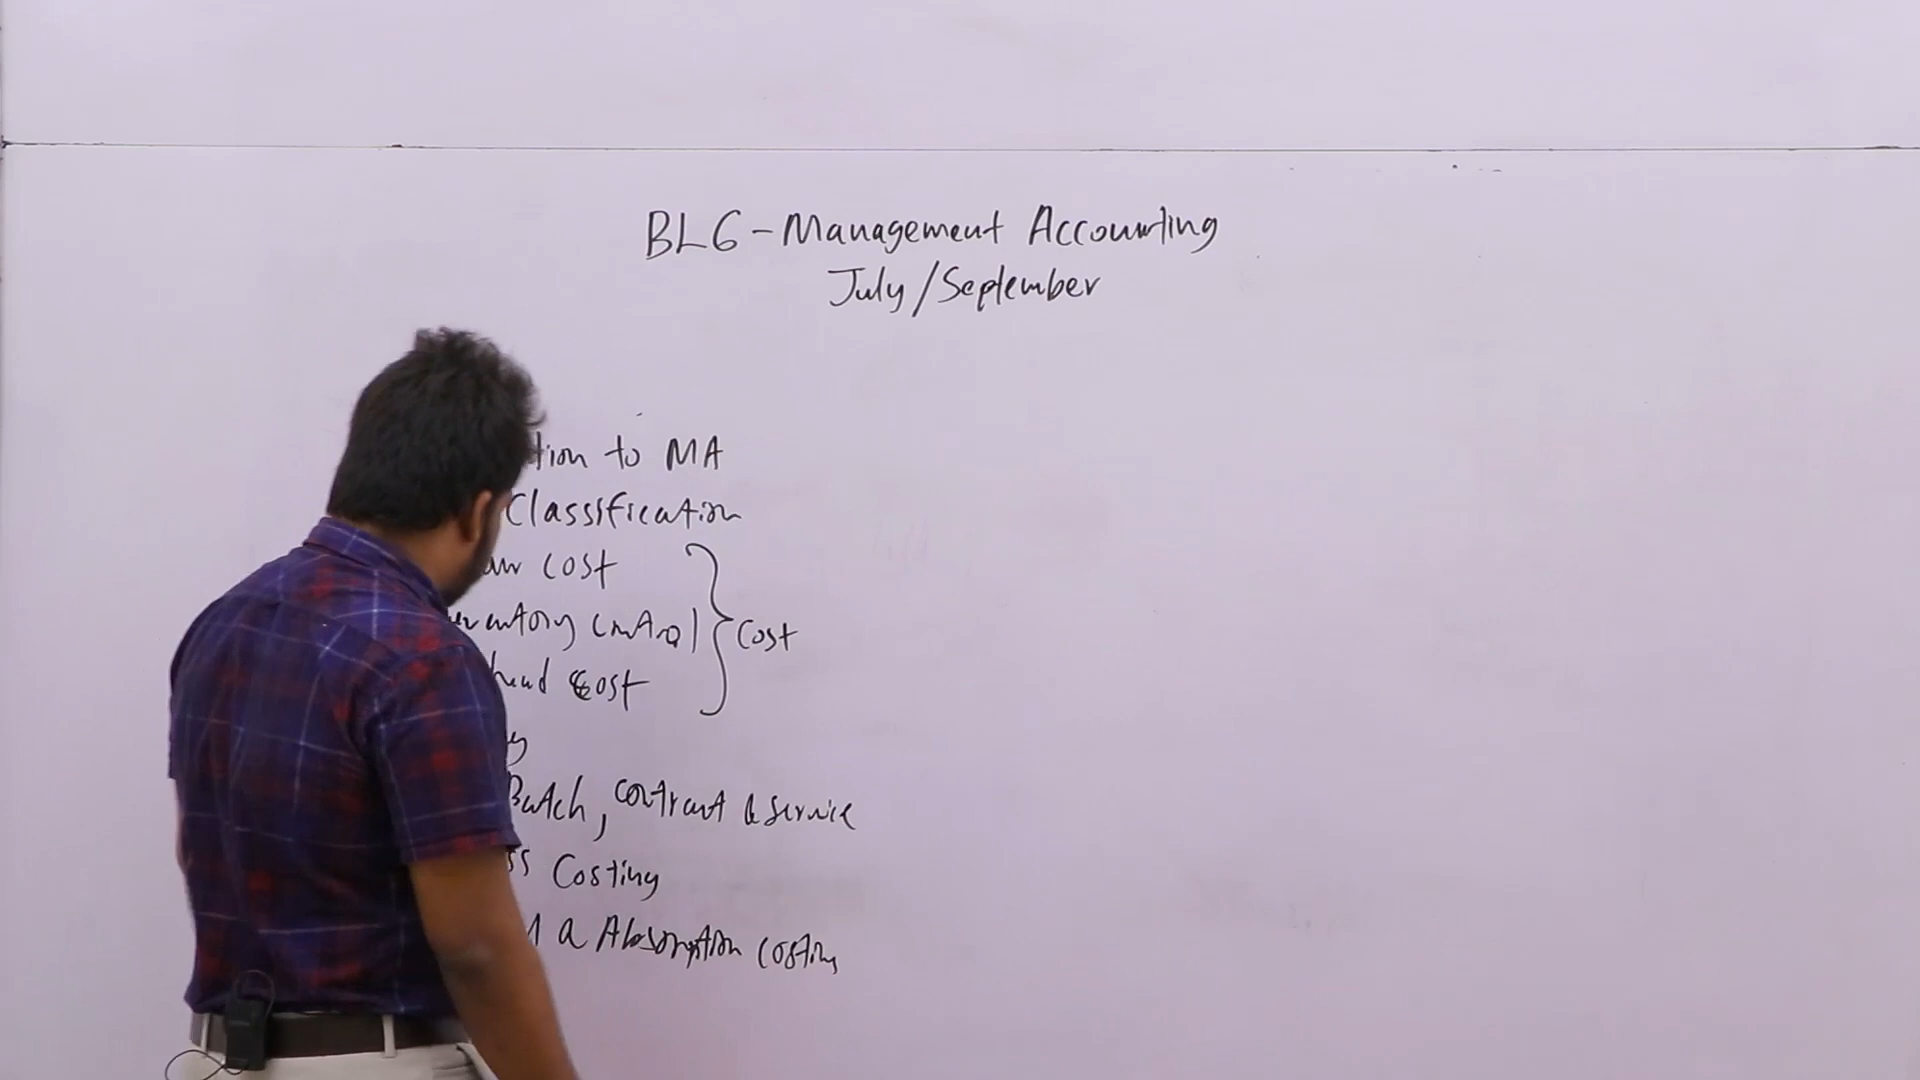 BL6 - Management Accounting
July/September
tion to MA
Classification
cost
ventory control
Cost
head cost
Batch, contract & service
ss Costing
& Absorption costing